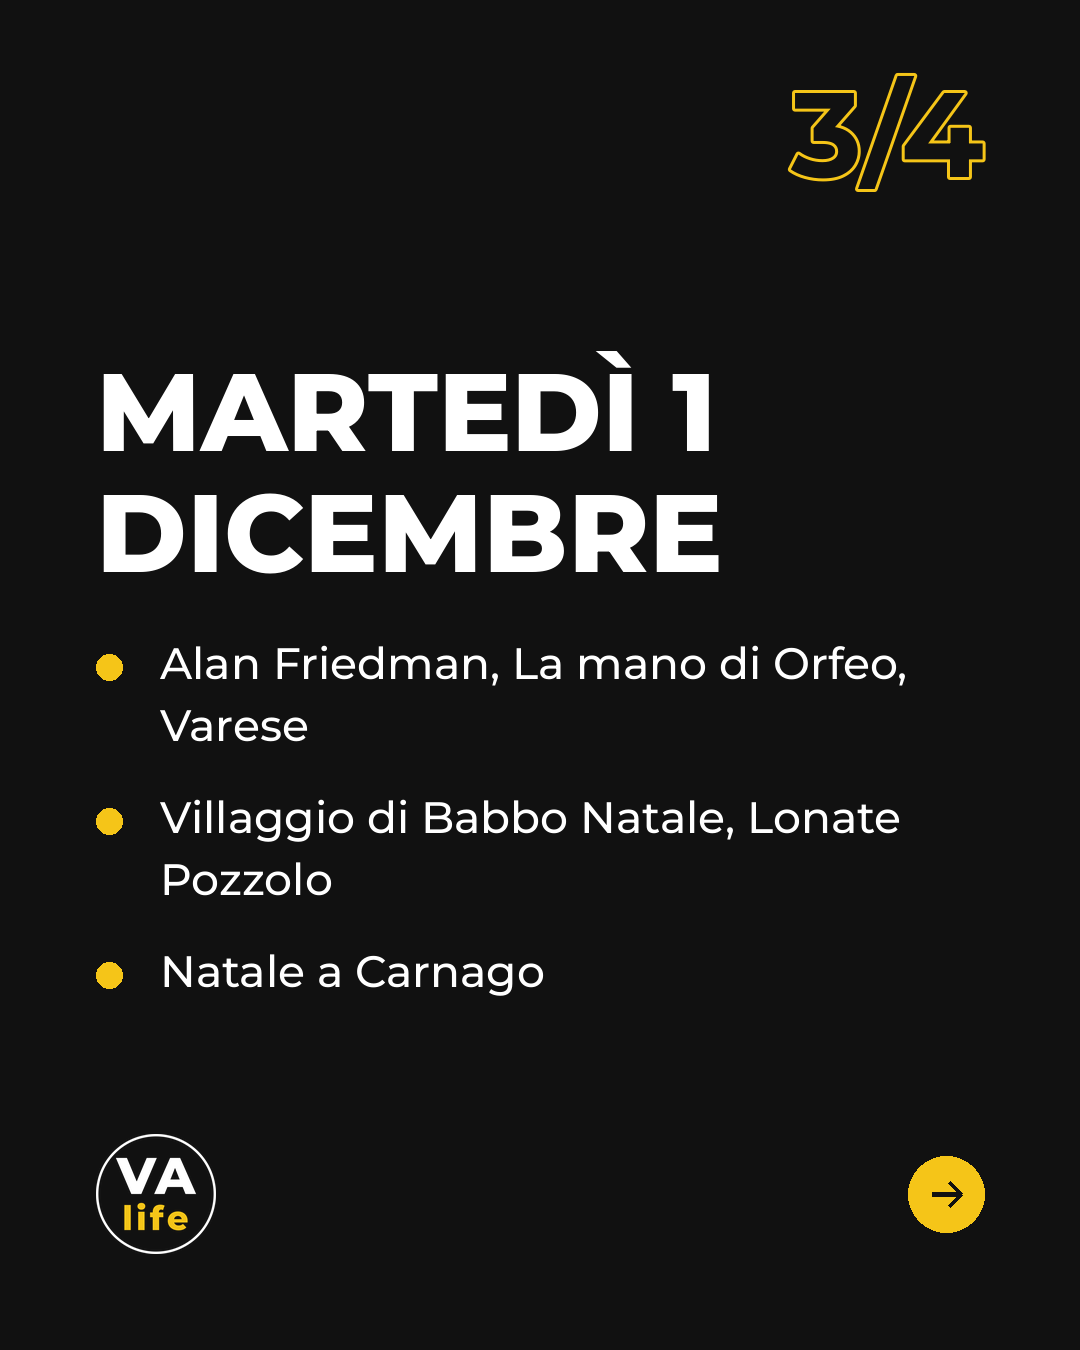 3/4
MARTEDÌ 1
DICEMBRE
Alan Friedman, La mano di Orfeo,
Varese
Villaggio di Babbo Natale, Lonate
Pozzolo
Natale a Carnago
VA
life